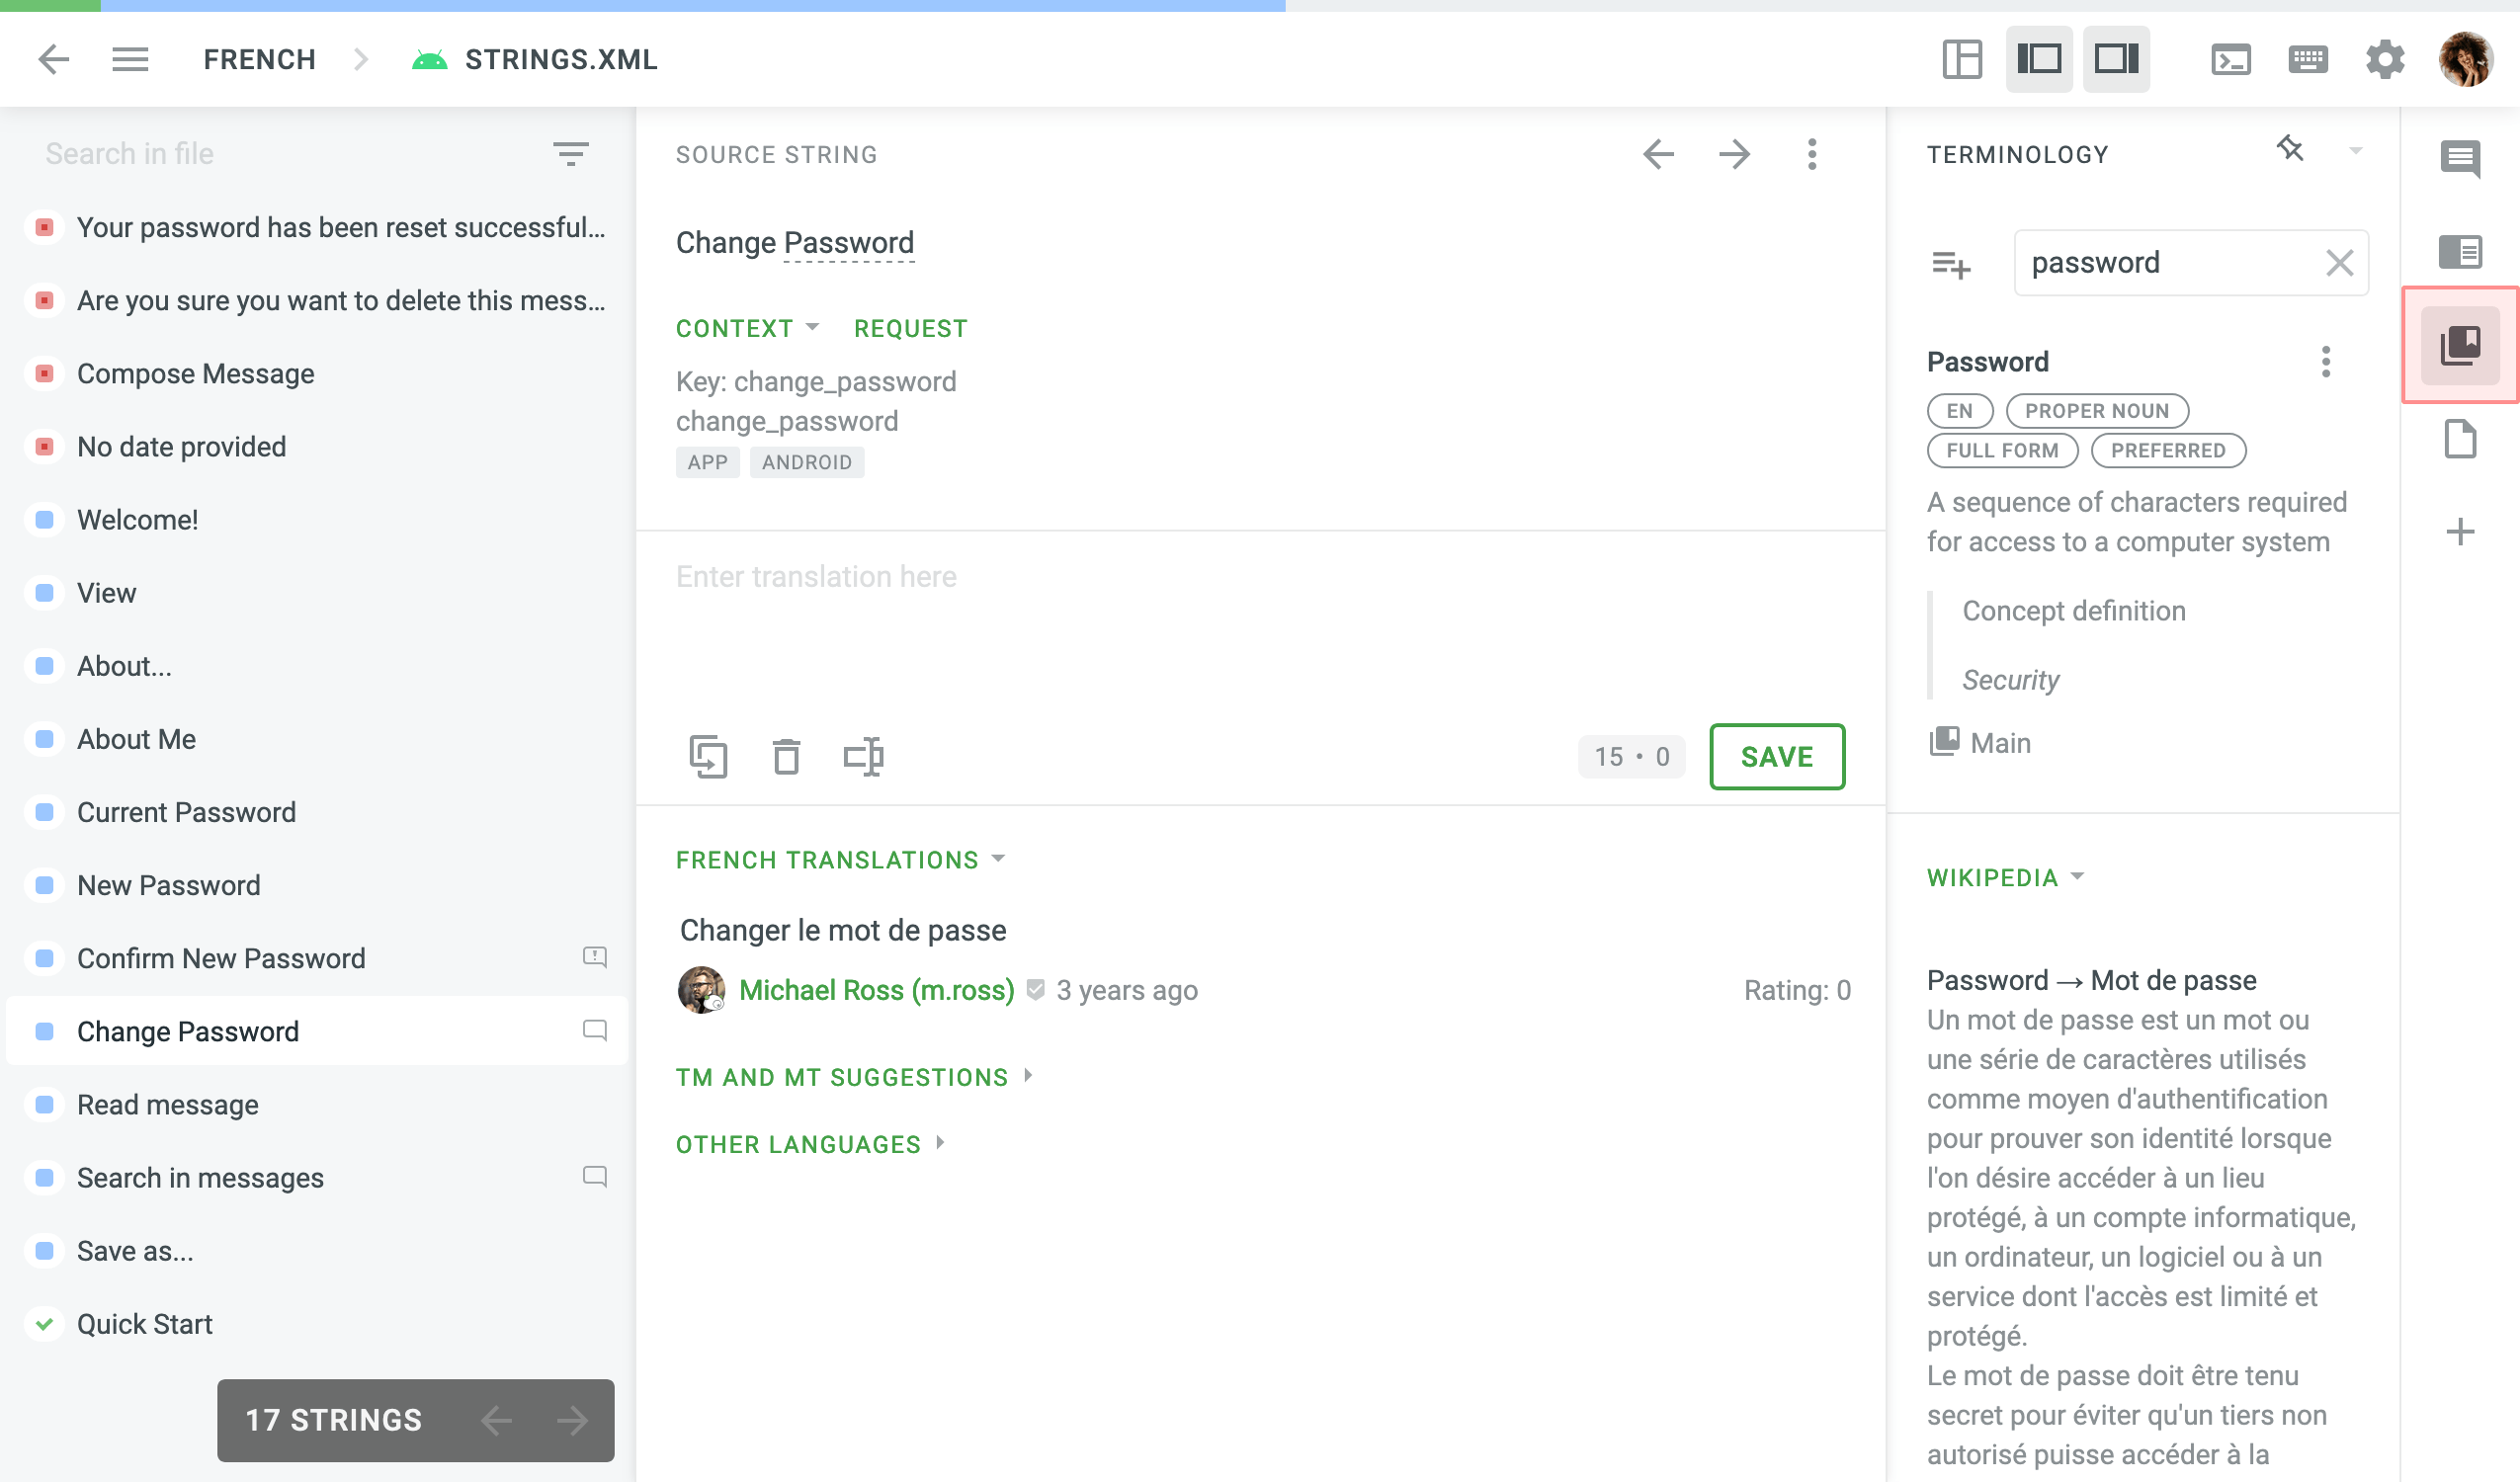 FRENCH
STRINGS.XML
Search in file
Your password has been reset successful...
Are you sure you want to delete this mess...
Compose Message
No date provided
Welcome!
View
About...
About Me
Current Password
New Password
Confirm New Password
Change Password
Read message
Search in messages
Save as...
Quick Start
17 STRINGS
SOURCE STRING
Change Password
CONTEXT
REQUEST
Key: change_password
change_password
APP
ANDROID
Enter translation here
15 • 0
SAVE
FRENCH TRANSLATIONS
Changer le mot de passe
Michael Ross (m.ross) 3 years ago
Rating: 0
TM AND MT SUGGESTIONS
OTHER LANGUAGES
TERMINOLOGY
password
Password
EN
PROPER NOUN
FULL FORM
PREFERRED
A sequence of characters required
for access to a computer system
Concept definition
Security
Main
WIKIPEDIA
Password → Mot de passe
Un mot de passe est un mot ou
une série de caractères utilisés
comme moyen d'authentification
pour prouver son identité lorsque
l'on désire accéder à un lieu
protégé, à un compte informatique,
un ordinateur, un logiciel ou à un
service dont l'accès est limité et
protégé.
Le mot de passe doit être tenu
secret pour éviter qu'un tiers non
autorisé puisse accéder à la